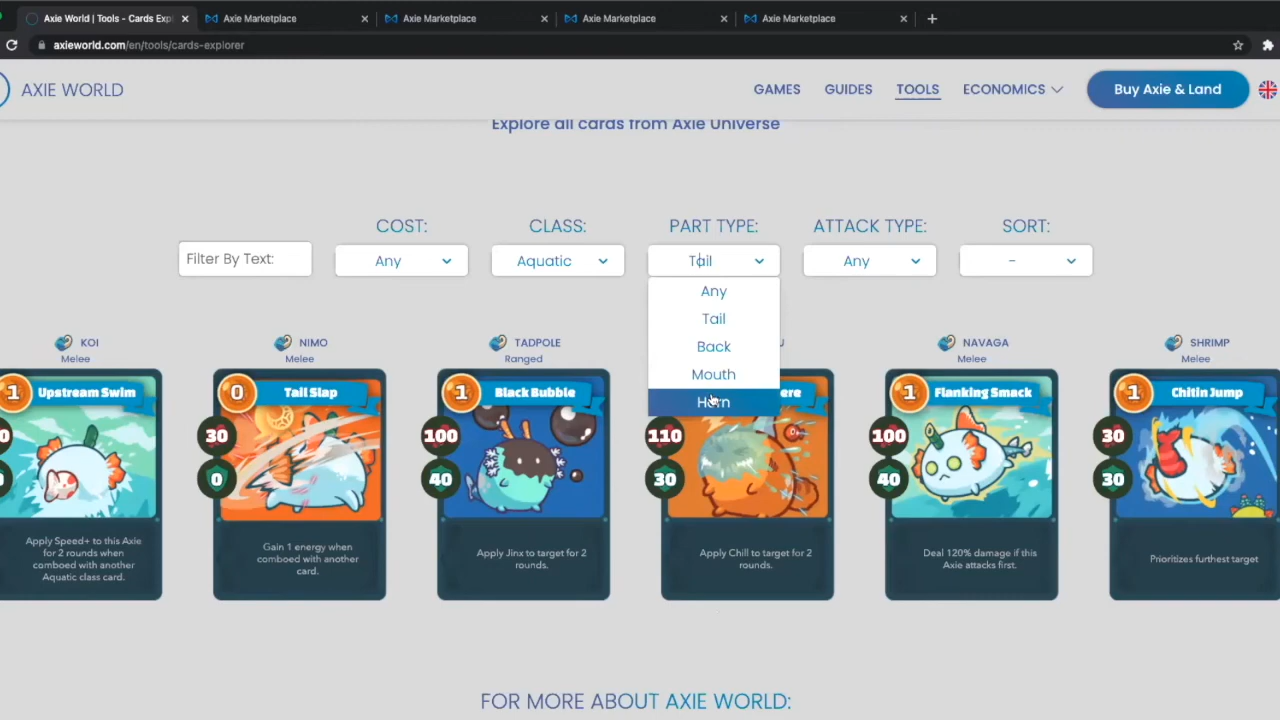 Axie World | Tools - Cards Exp
Axie Marketplace
Axie Marketplace
Axie Marketplace
Axie Marketplace
axieworld.com/en/tools/cards-explorer
AXIE WORLD
GAMES
GUIDES
TOOLS
ECONOMICS
Buy Axie & Land
Explore all cards from Axie Universe
Filter By Text:
COST:
Any
CLASS:
Aquatic
PART TYPE:
Tail
ATTACK TYPE:
Any
SORT:
-
Any
Tail
Back
Mouth
Horn
KOI
Melee
1
Upstream Swim
0
0
Apply Speed+ to this Axie
for 2 rounds when
comboed with another
Aquatic class card.
NIMO
Melee
0
Tail Slap
30
0
Gain 1 energy when
comboed with another
card.
TADPOLE
Ranged
1
Black Bubble
100
40
Apply Jinx to target for 2
rounds.
U
ere
110
30
Apply Chill to target for 2
rounds.
NAVAGA
Melee
1
Flanking Smack
100
40
Deal 120% damage if this
Axie attacks first.
SHRIMP
Melee
1
Chitin Jump
30
30
Prioritizes furthest target
FOR MORE ABOUT AXIE WORLD: